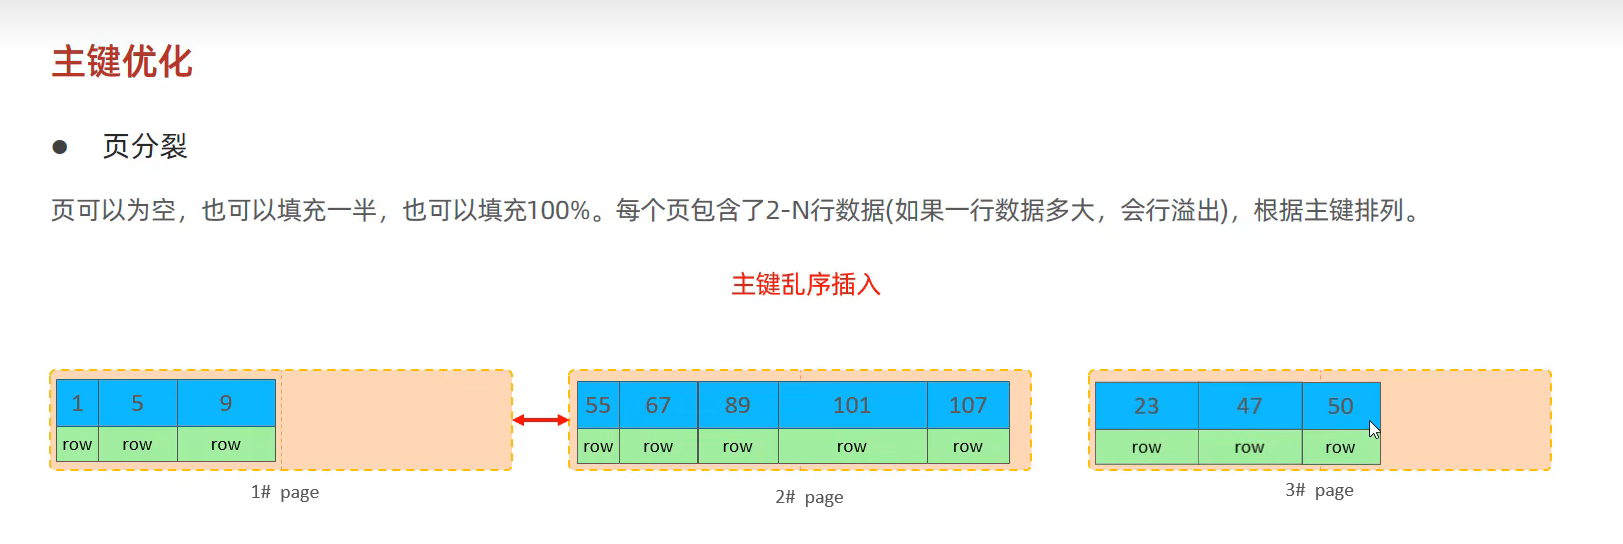 主键优化
● 页分裂
页可以为空，也可以填充一半，也可以填充100%。每个页包含了2-N行数据(如果一行数据多大，会行溢出)，根据主键排列。
主键乱序插入
1 5 9
row row row
1# page
55 67 89 101 107
row row row row row
2# page
23 47 50
row row row
3# page